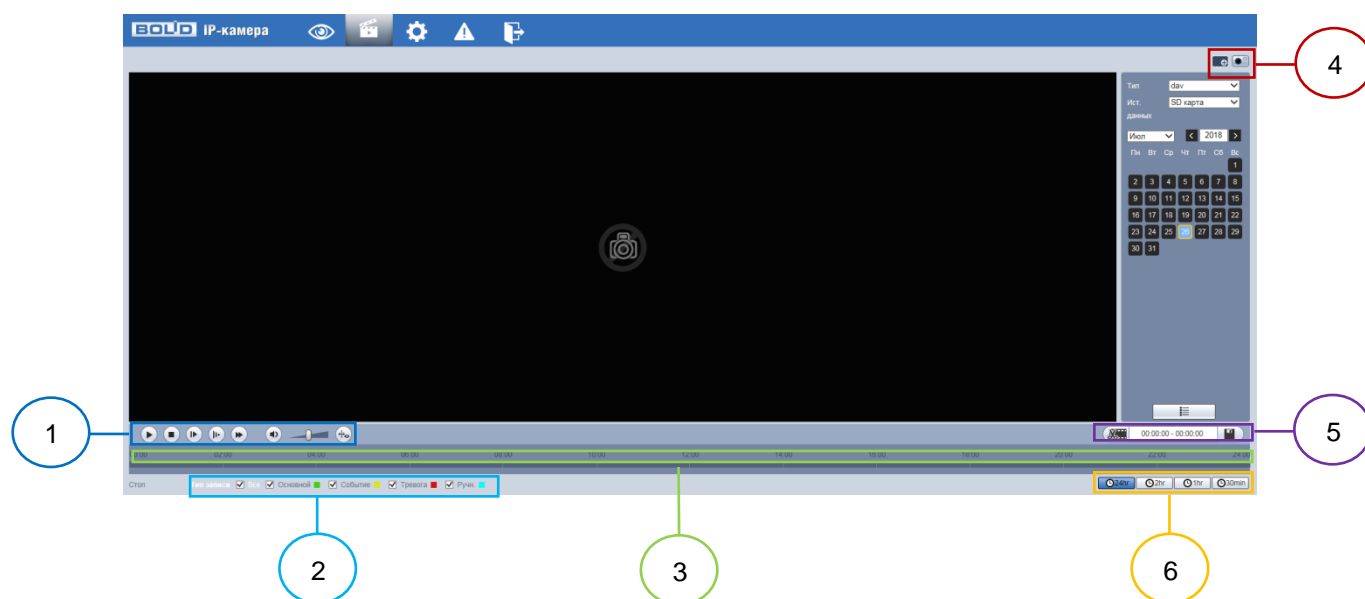 BOLID IP-камера
4
Тип dav
Ист. данных SD карта
Июл 2018
Пн Вт Ср Чт Пт Сб Вс
1
2 3 4 5 6 7 8
9 10 11 12 13 14 15
16 17 18 19 20 21 22
23 24 25 26 27 28 29
30 31
1
00:00:00 - 00:00:00
5
00:00 02:00 04:00 06:00 08:00 10:00 12:00 14:00 16:00 18:00 20:00 22:00 24:00
Стоп Тип записи Все Основной Событие Тревога Ручн. 24hr 2hr 1hr 30min
2
3
6